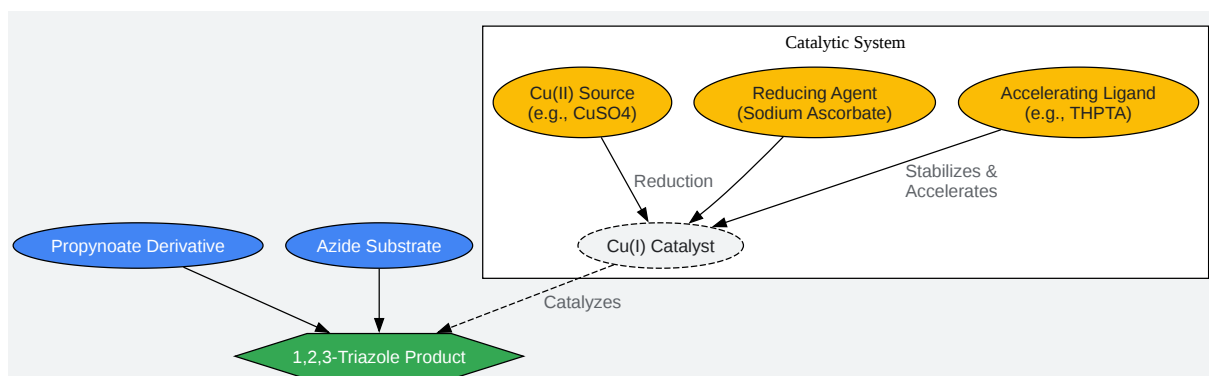 Catalytic System
Cu(II) Source
(e.g., CuSO4)
Reducing Agent
(Sodium Ascorbate)
Accelerating Ligand
(e.g., THPTA)
Reduction
Stabilizes &
Accelerates
Propynoate Derivative
Azide Substrate
Cu(I) Catalyst
Catalyzes
1,2,3-Triazole Product